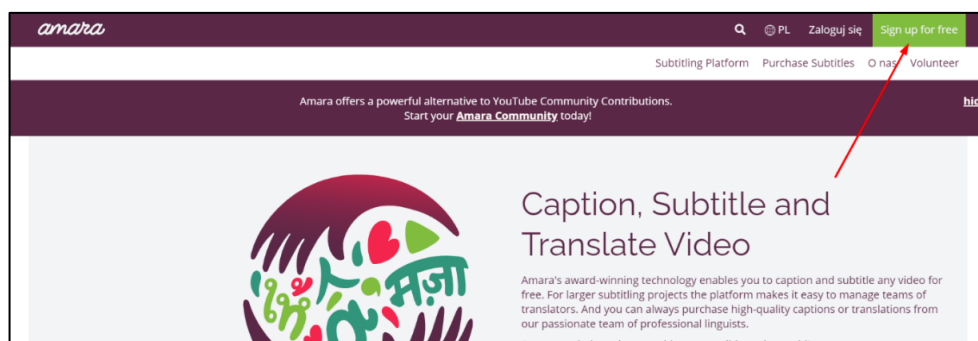 amara
PL Zaloguj się Sign up for free
Subtitling Platform Purchase Subtitles O nas Volunteer
Amara offers a powerful alternative to YouTube Community Contributions.
Start your Amara Community today!
Caption, Subtitle and
Translate Video
Amara's award-winning technology enables you to caption and subtitle any video for
free. For larger subtitling projects the platform makes it easy to manage teams of
translators. And you can always purchase high-quality captions or translations from
our passionate team of professional linguists.
मज़ा